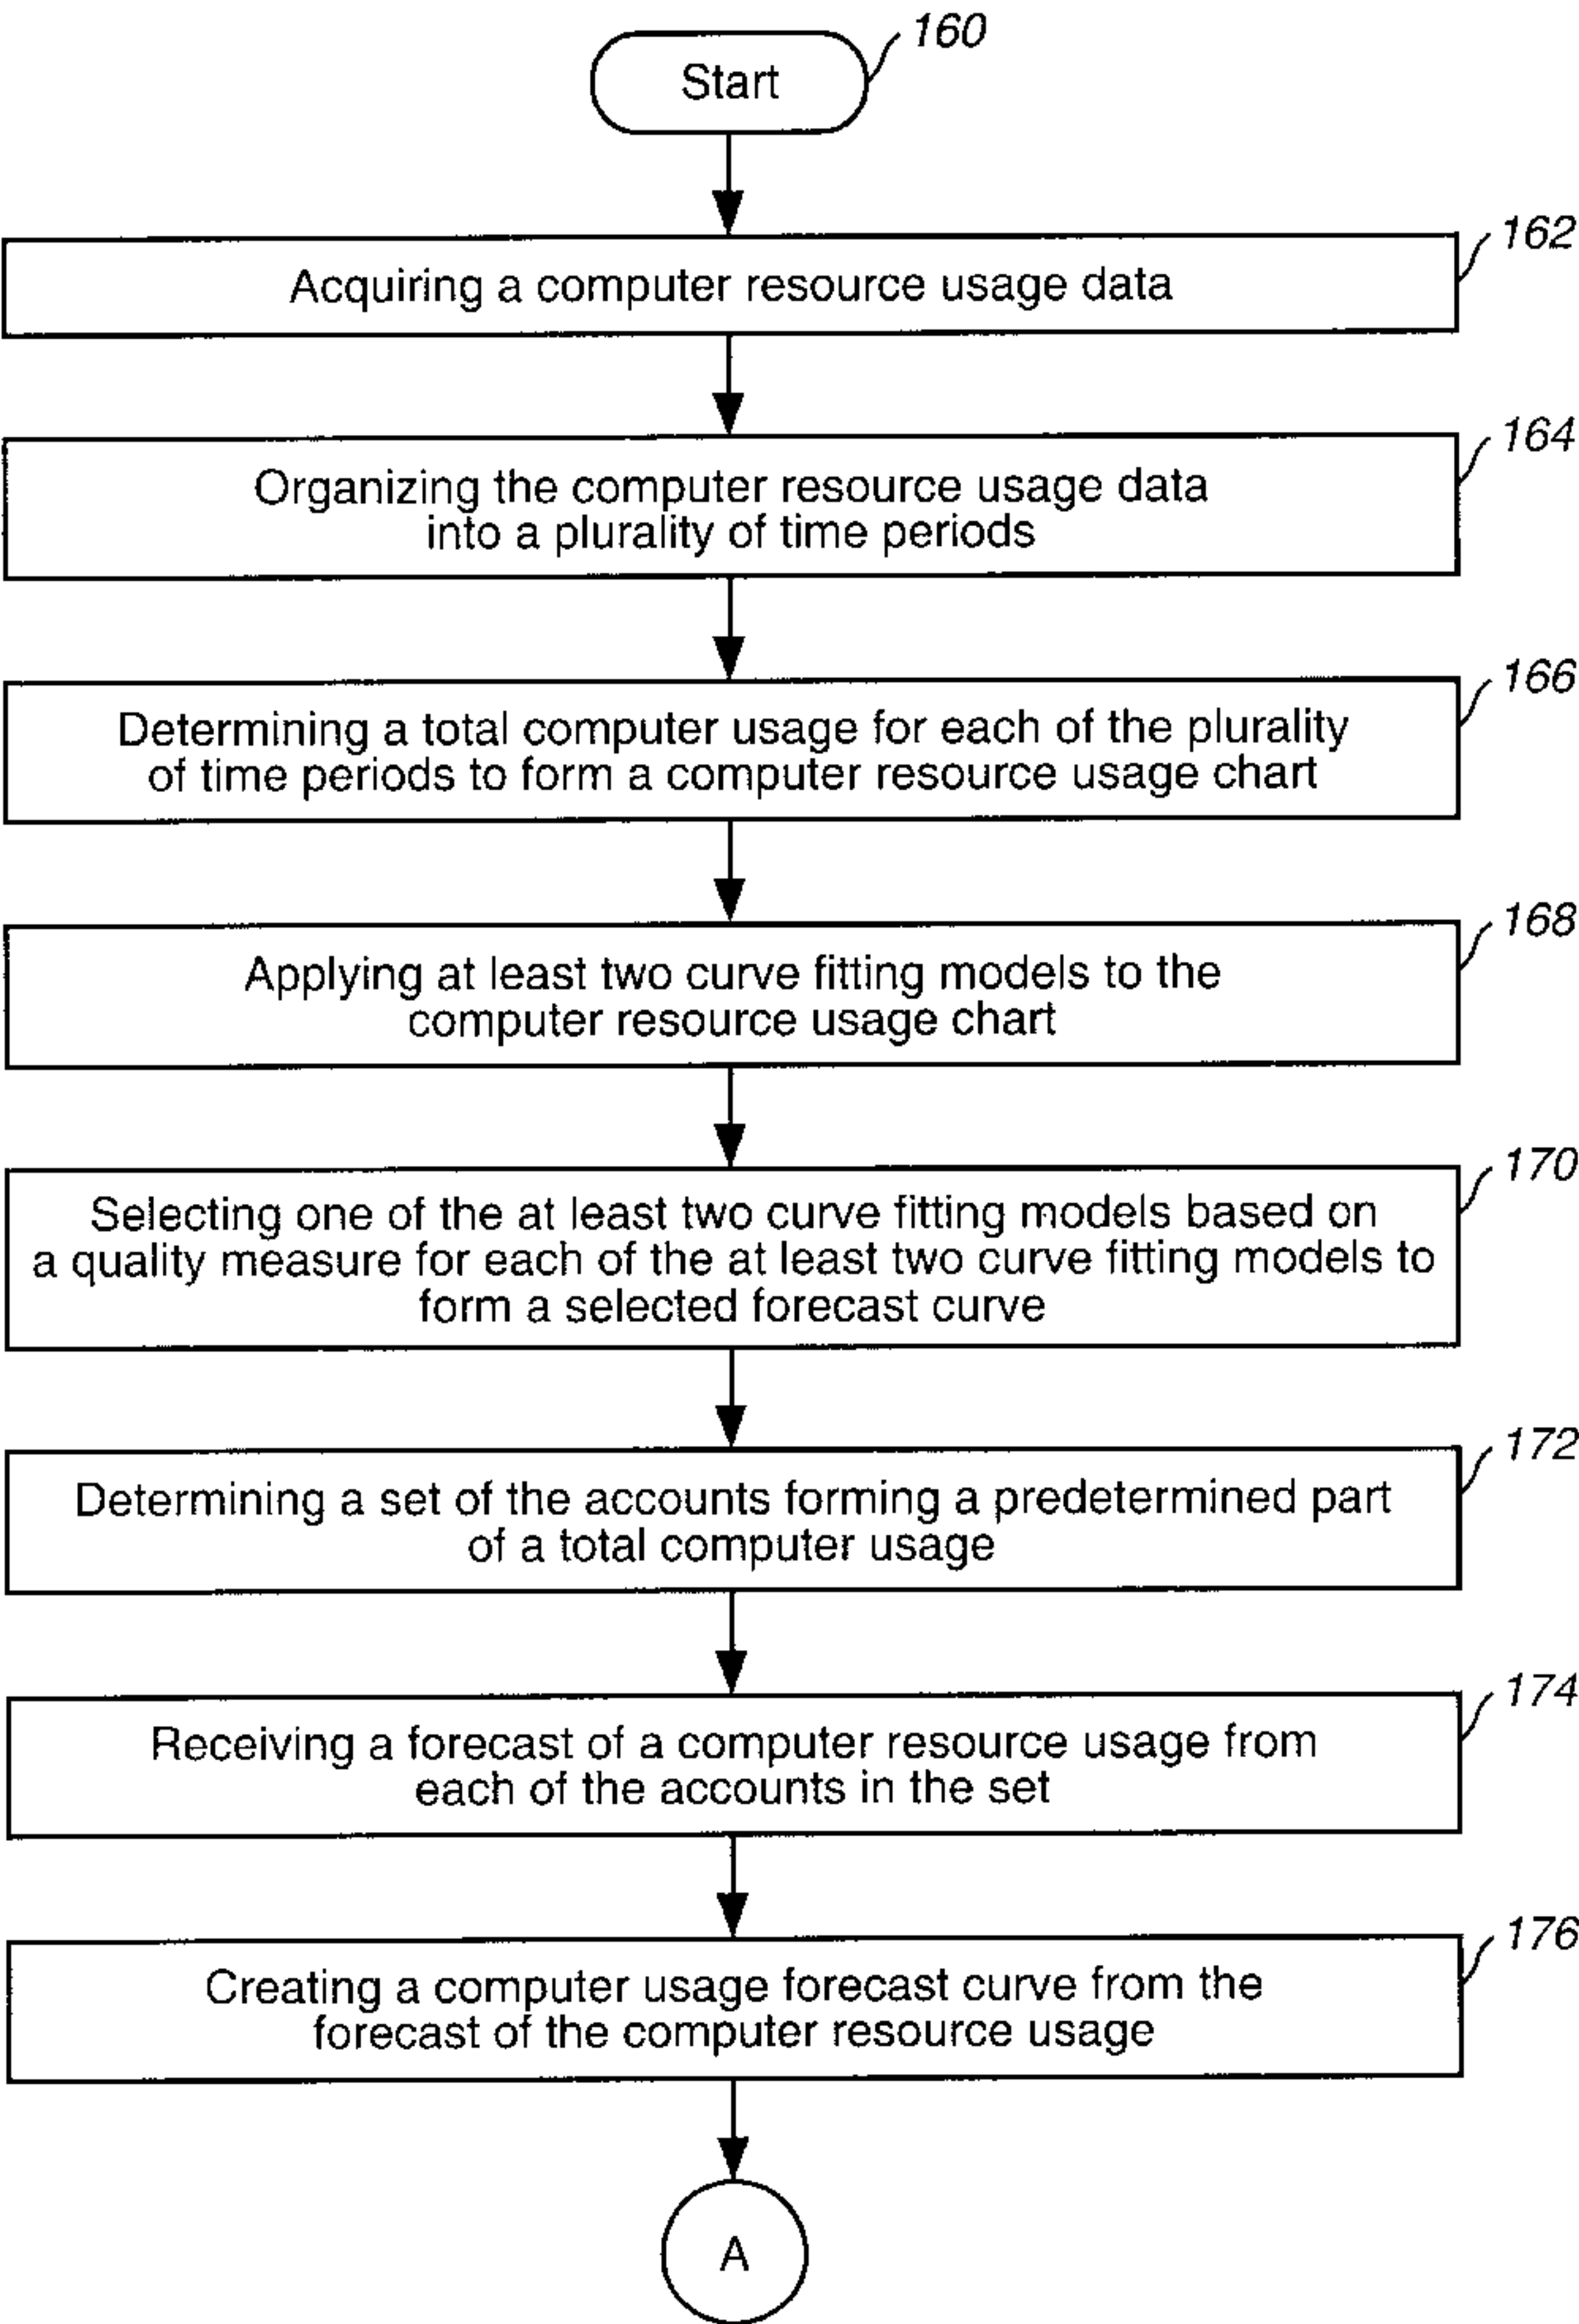 160
Start
162
Acquiring a computer resource usage data
164
Organizing the computer resource usage data
into a plurality of time periods
166
Determining a total computer usage for each of the plurality
of time periods to form a computer resource usage chart
168
Applying at least two curve fitting models to the
computer resource usage chart
170
Selecting one of the at least two curve fitting models based on
a quality measure for each of the at least two curve fitting models to
form a selected forecast curve
172
Determining a set of the accounts forming a predetermined part
of a total computer usage
174
Receiving a forecast of a computer resource usage from
each of the accounts in the set
176
Creating a computer usage forecast curve from the
forecast of the computer resource usage
A